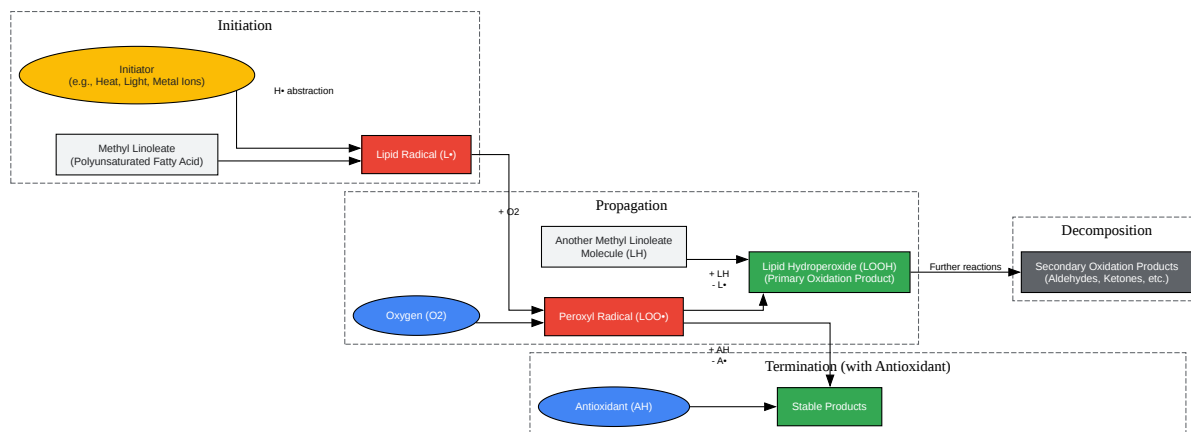 Initiation
Initiator
(e.g., Heat, Light, Metal Ions)
H• abstraction
Methyl Linoleate
(Polyunsaturated Fatty Acid)
Lipid Radical (L•)
+ O2
Propagation
Another Methyl Linoleate
Molecule (LH)
+ LH
- L•
Lipid Hydroperoxide (LOOH)
(Primary Oxidation Product)
Further reactions
Decomposition
Secondary Oxidation Products
(Aldehydes, Ketones, etc.)
Oxygen (O2)
Peroxyl Radical (LOO•)
+ AH
- A•
Termination (with Antioxidant)
Antioxidant (AH)
Stable Products